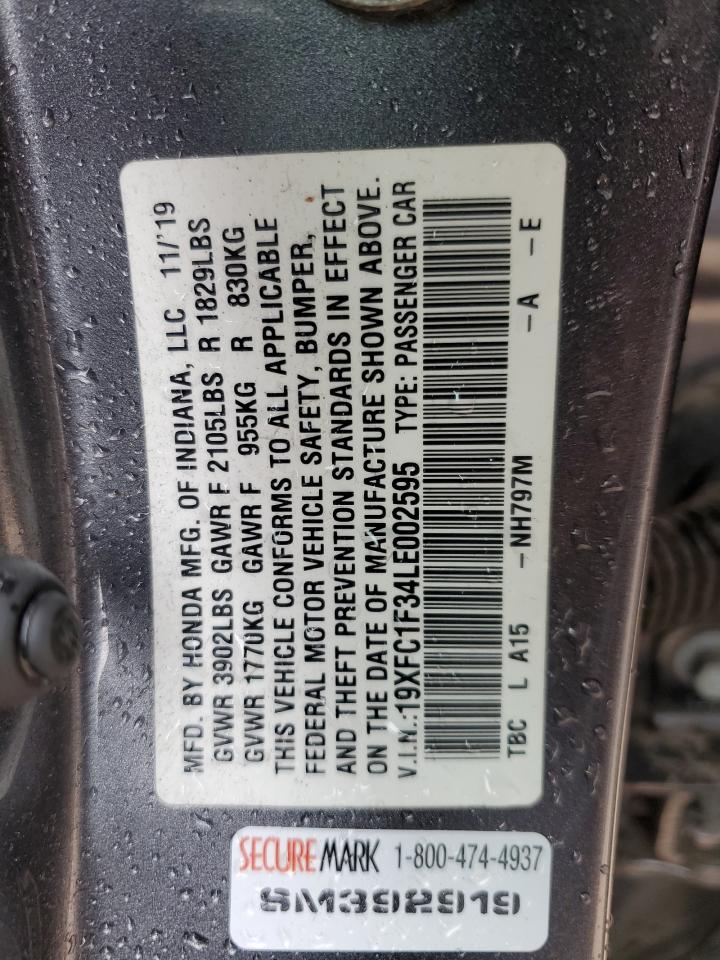 MFD. BY HONDA MFG. OF INDIANA, LLC 11/'19
GVWR 3902LBS GAWR F 2105LBS R 1829LBS
GVWR 1770KG GAWR F 955KG R 830KG
THIS VEHICLE CONFORMS TO ALL APPLICABLE
FEDERAL MOTOR VEHICLE SAFETY, BUMPER,
AND THEFT PREVENTION STANDARDS IN EFFECT
ON THE DATE OF MANUFACTURE SHOWN ABOVE.
V.I.N.:19XFC1F34LE002595 TYPE: PASSENGER CAR
TBC L A15 -NH797M -A -E
SECURE MARK 1-800-474-4937
SM392919